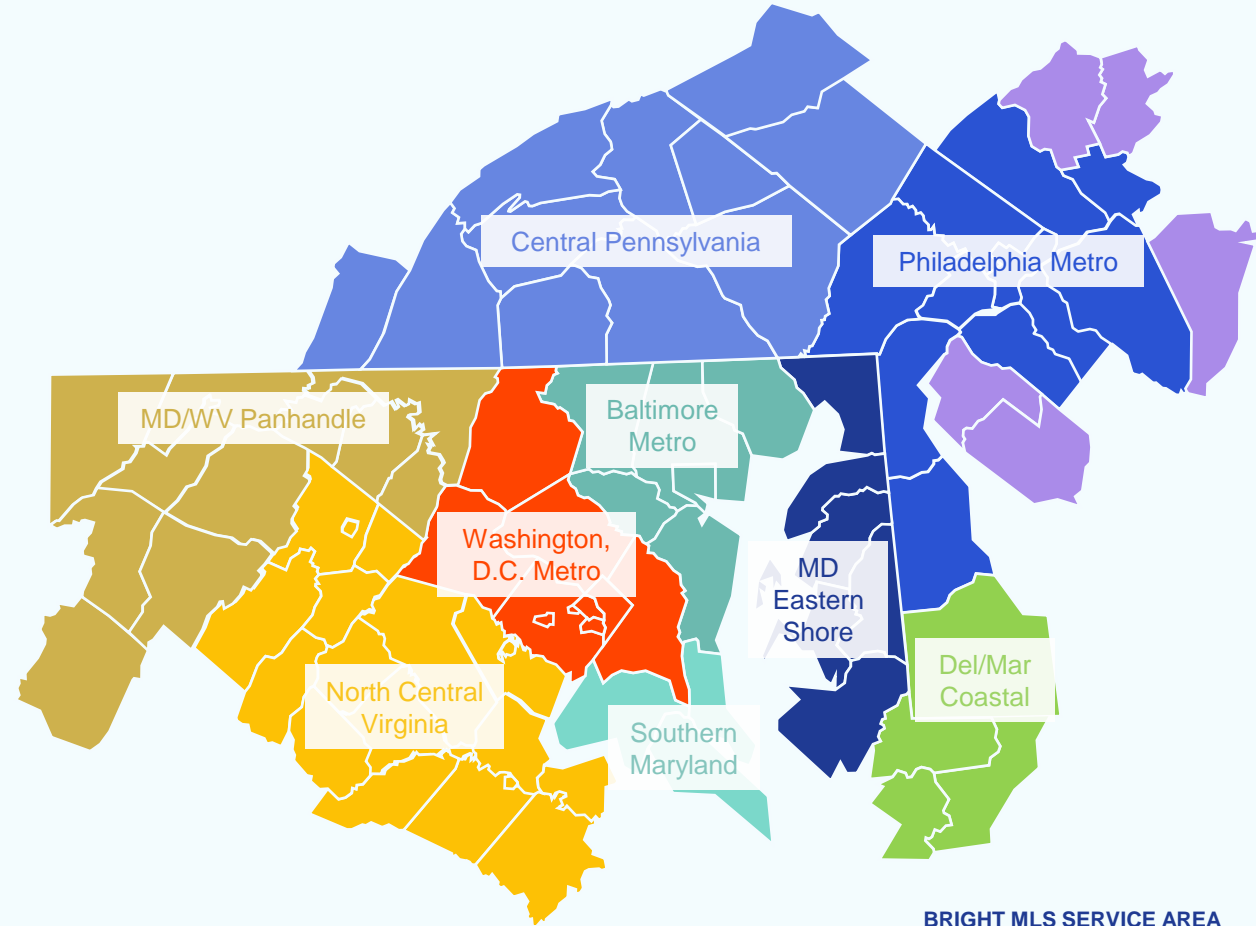 Central Pennsylvania
Philadelphia Metro
MD/WV Panhandle
Baltimore
Metro
Washington,
D.C. Metro
MD
Eastern
Shore
North Central
Virginia
Del/Mar
Coastal
Southern
Maryland
BRIGHT MLS SERVICE AREA